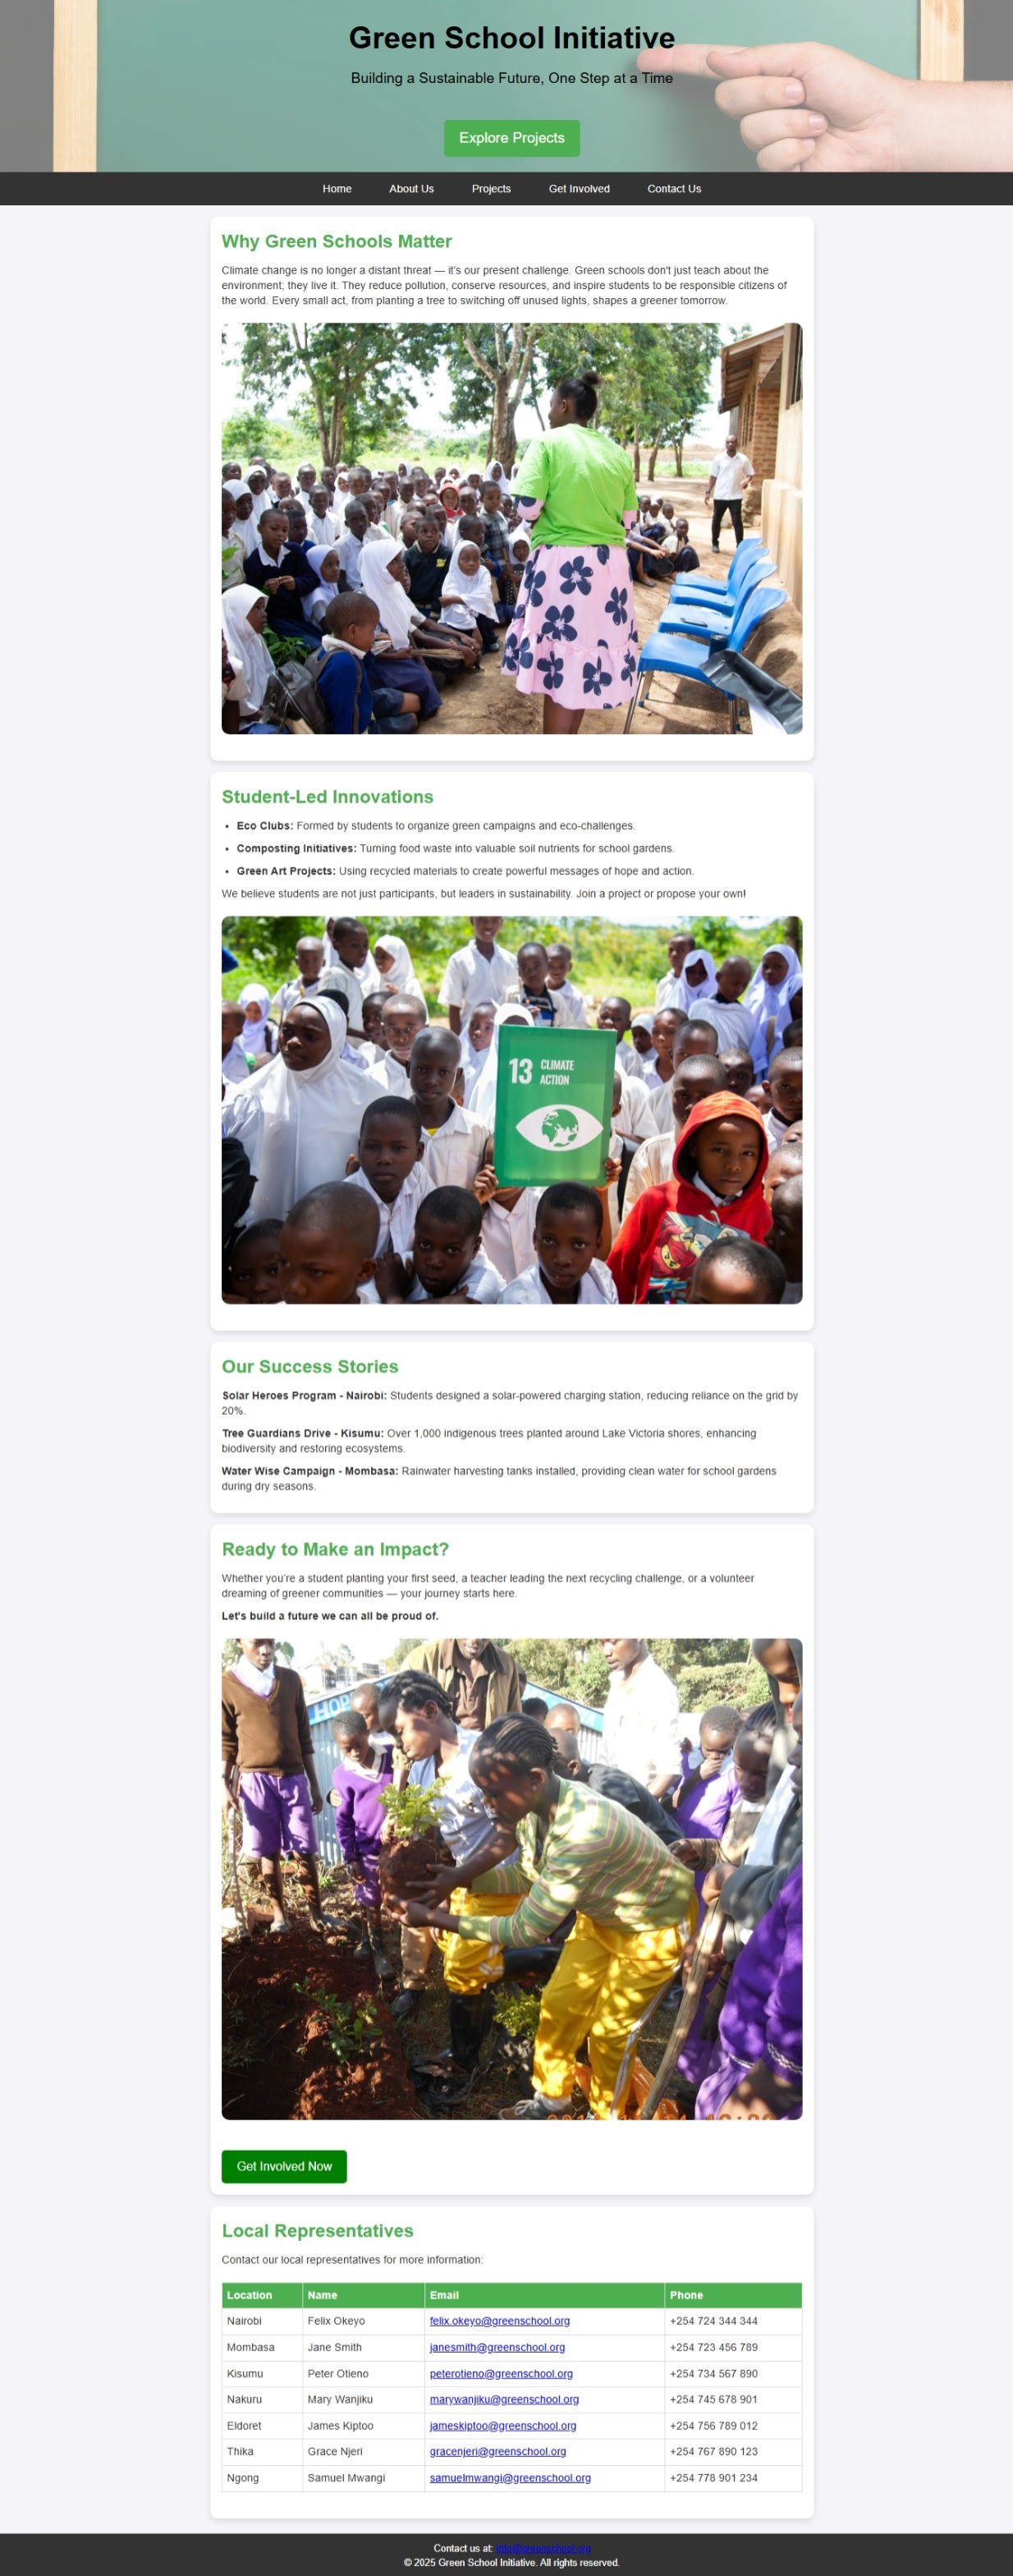 Green School Initiative
Building a Sustainable Future, One Step at a Time
Explore Projects
Home About Us Projects Get Involved Contact Us
Why Green Schools Matter
Climate change is no longer a distant threat — it's our present challenge. Green schools don't just teach about the
environment; they live it. They reduce pollution, conserve resources, and inspire students to be responsible citizens of
the world. Every small act, from planting a tree to switching off unused lights, shapes a greener tomorrow.
Student-Led Innovations
• Eco Clubs: Formed by students to organize green campaigns and eco-challenges.
• Composting Initiatives: Turning food waste into valuable soil nutrients for school gardens.
• Green Art Projects: Using recycled materials to create powerful messages of hope and action.
We believe students are not just participants, but leaders in sustainability. Join a project or propose your own!
13 CLIMATE
ACTION
Our Success Stories
Solar Heroes Program - Nairobi: Students designed a solar-powered charging station, reducing reliance on the grid by
20%.
Tree Guardians Drive - Kisumu: Over 1,000 indigenous trees planted around Lake Victoria shores, enhancing
biodiversity and restoring ecosystems.
Water Wise Campaign - Mombasa: Rainwater harvesting tanks installed, providing clean water for school gardens
during dry seasons.
Ready to Make an Impact?
Whether you're a student planting your first seed, a teacher leading the next recycling challenge, or a volunteer
dreaming of greener communities — your journey starts here.
Let's build a future we can all be proud of.
Get Involved Now
Local Representatives
Contact our local representatives for more information:
Location Name Email Phone
Nairobi Felix Okeyo felix.okeyo@greenschool.org +254 724 344 344
Mombasa Jane Smith janesmith@greenschool.org +254 723 456 789
Kisumu Peter Otieno peterotieno@greenschool.org +254 734 567 890
Nakuru Mary Wanjiku marywanjiku@greenschool.org +254 745 678 901
Eldoret James Kiptoo jameskiptoo@greenschool.org +254 756 789 012
Thika Grace Njeri gracenjeri@greenschool.org +254 767 890 123
Ngong Samuel Mwangi samuelmwangi@greenschool.org +254 778 901 234
Contact us at: info@greenschool.org
© 2025 Green School Initiative. All rights reserved.